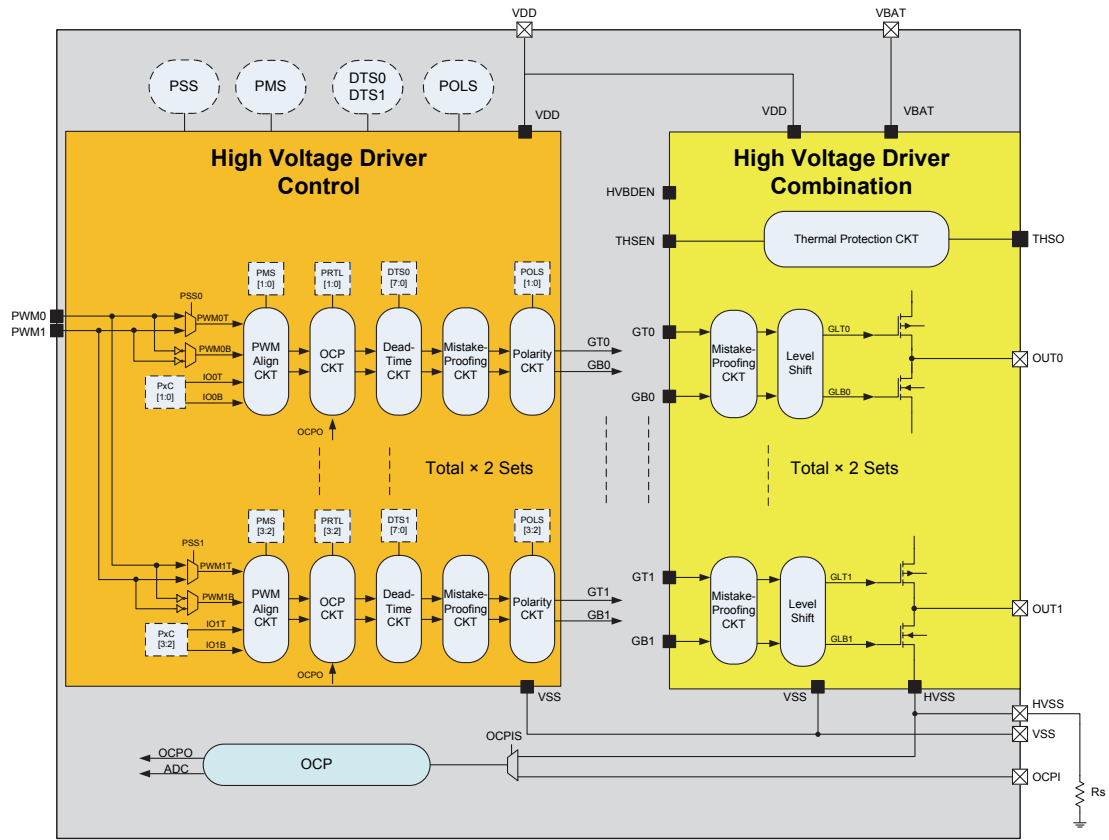 VDD
VBAT
PSS
PMS
DTS0
DTS1
POLS
VDD
VDD
VBAT
High Voltage Driver
Control
High Voltage Driver
Combination
HVBDEN
THSEN
Thermal Protection CKT
THSO
PMS
[1:0]
PRTL
[1:0]
DTS0
[7:0]
POLS
[1:0]
PSS0
PWM0
PWM1
PWM0T
PWM0B
PxC
[1:0]
IO0T
IO0B
PWM
Align
CKT
OCP
CKT
Dead-
Time
CKT
Mistake-
Proofing
CKT
Polarity
CKT
GT0
GB0
OCPO
GT0
GB0
Mistake-
Proofing
CKT
Level
Shift
GLT0
GLB0
OUT0
Total × 2 Sets
Total × 2 Sets
PMS
[3:2]
PRTL
[3:2]
DTS1
[7:0]
POLS
[3:2]
PSS1
PWM1T
PWM1B
PxC
[3:2]
IO1T
IO1B
PWM
Align
CKT
OCP
CKT
Dead-
Time
CKT
Mistake-
Proofing
CKT
Polarity
CKT
GT1
GB1
OCPO
GT1
GB1
Mistake-
Proofing
CKT
Level
Shift
GLT1
GLB1
OUT1
VSS
VSS
HVSS
HVSS
VSS
OCPI
Rs
OCPIS
OCP
OCPO
ADC